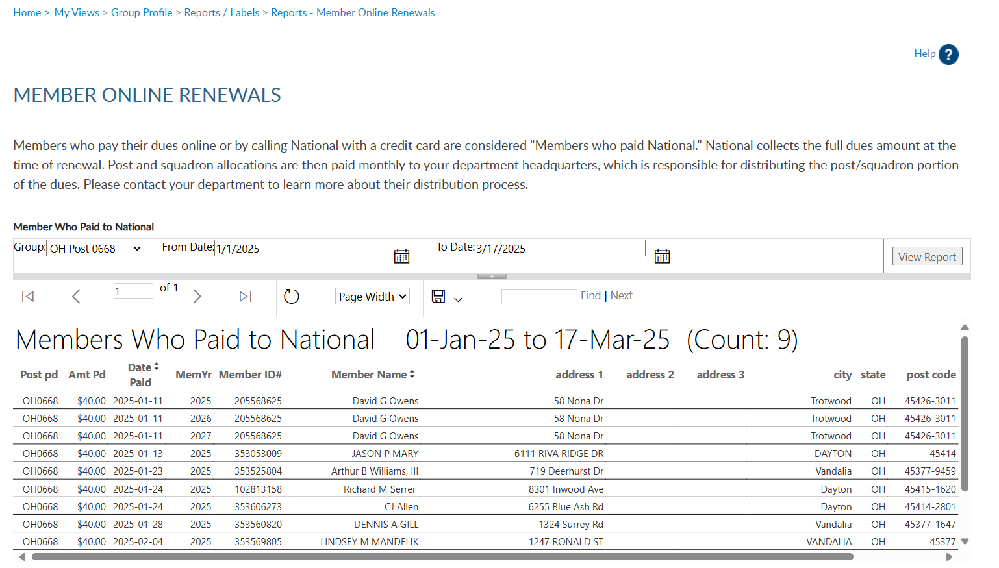 Home > My Views > Group Profile > Reports / Labels > Reports - Member Online Renewals
Help ?
MEMBER ONLINE RENEWALS
Members who pay their dues online or by calling National with a credit card are considered "Members who paid National." National collects the full dues amount at the
time of renewal. Post and squadron allocations are then paid monthly to your department headquarters, which is responsible for distributing the post/squadron portion
of the dues. Please contact your department to learn more about their distribution process.
Member Who Paid to National
Group: OH Post 0668 From Date: 1/1/2025 To Date: 3/17/2025 View Report
1 of 1 Page Width Find | Next
Members Who Paid to National 01-Jan-25 to 17-Mar-25 (Count: 9)
Post pd Amt Pd Date Paid MemYr Member ID# Member Name address 1 address 2 address 3 city state post code
OH0668 $40.00 2025-01-11 2025 205568625 David G Owens 58 Nona Dr Trotwood OH 45426-3011
OH0668 $40.00 2025-01-11 2026 205568625 David G Owens 58 Nona Dr Trotwood OH 45426-3011
OH0668 $40.00 2025-01-11 2027 205568625 David G Owens 58 Nona Dr Trotwood OH 45426-3011
OH0668 $40.00 2025-01-13 2025 353053009 JASON P MARY 6111 RIVA RIDGE DR DAYTON OH 45414
OH0668 $40.00 2025-01-23 2025 353525804 Arthur B Williams, III 719 Deerhurst Dr Vandalia OH 45377-9459
OH0668 $40.00 2025-01-24 2025 102813158 Richard M Serrer 8301 Inwood Ave Dayton OH 45415-1620
OH0668 $40.00 2025-01-24 2025 353606273 CJ Allen 6255 Blue Ash Rd Dayton OH 45414-2801
OH0668 $40.00 2025-01-28 2025 353560820 DENNIS A GILL 1324 Surrey Rd Vandalia OH 45377-1647
OH0668 $40.00 2025-02-04 2025 353569805 LINDSEY M MANDELIK 1247 RONALD ST VANDALIA OH 45377